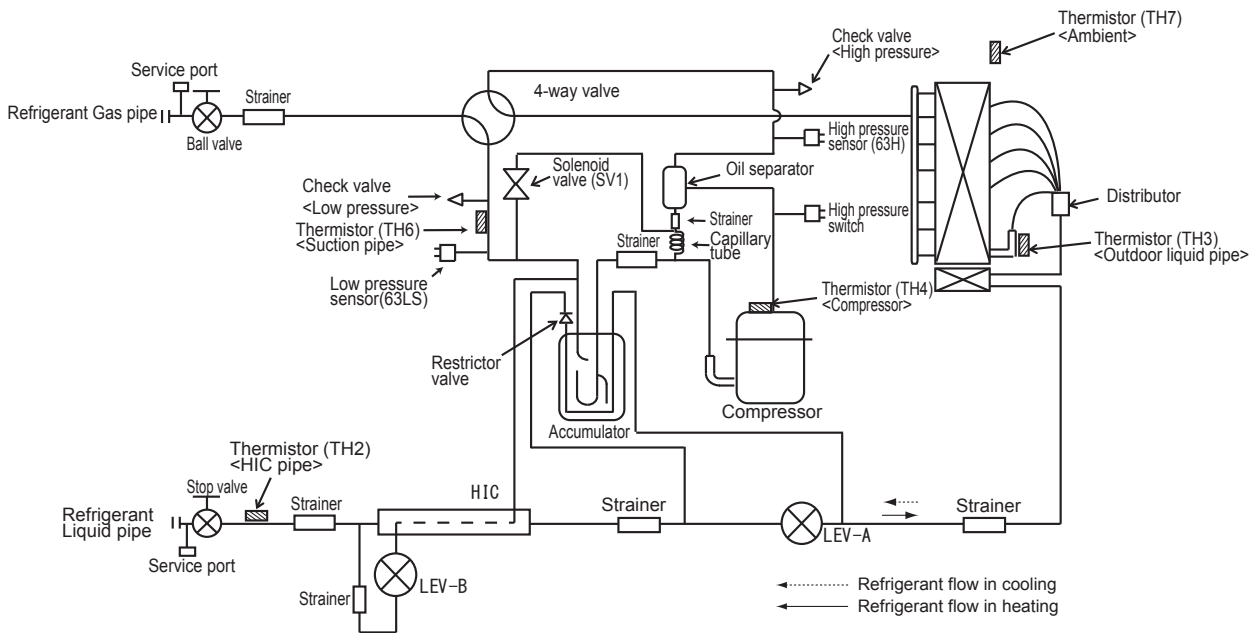 Thermistor (TH7)
<Ambient>
Check valve
<High pressure>
Service port
Strainer
4-way valve
Refrigerant Gas pipe
Ball valve
High pressure
sensor (63H)
Solenoid
valve (SV1)
Oil separator
Check valve
<Low pressure>
Distributor
Strainer
High pressure
switch
Thermistor (TH6)
<Suction pipe>
Strainer
Capillary
tube
Thermistor (TH3)
<Outdoor liquid pipe>
Low pressure
sensor(63LS)
Thermistor (TH4)
<Compressor>
Restrictor
valve
Compressor
Accumulator
Thermistor (TH2)
<HIC pipe>
Stop valve
Strainer
HIC
Strainer
Strainer
Refrigerant
Liquid pipe
LEV-A
Service port
Strainer
LEV-B
Refrigerant flow in cooling
Refrigerant flow in heating